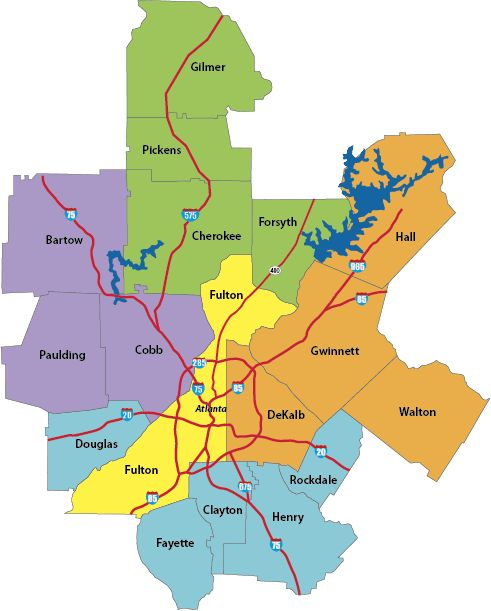 Gilmer
Pickens
75
575
Cherokee
Forsyth
Bartow
Hall
400
985
Fulton
85
Paulding
Cobb
Gwinnett
285
75
85
Atlanta
20
DeKalb
Walton
Douglas
20
Fulton
Rockdale
85
Clayton
675
Henry
Fayette
75